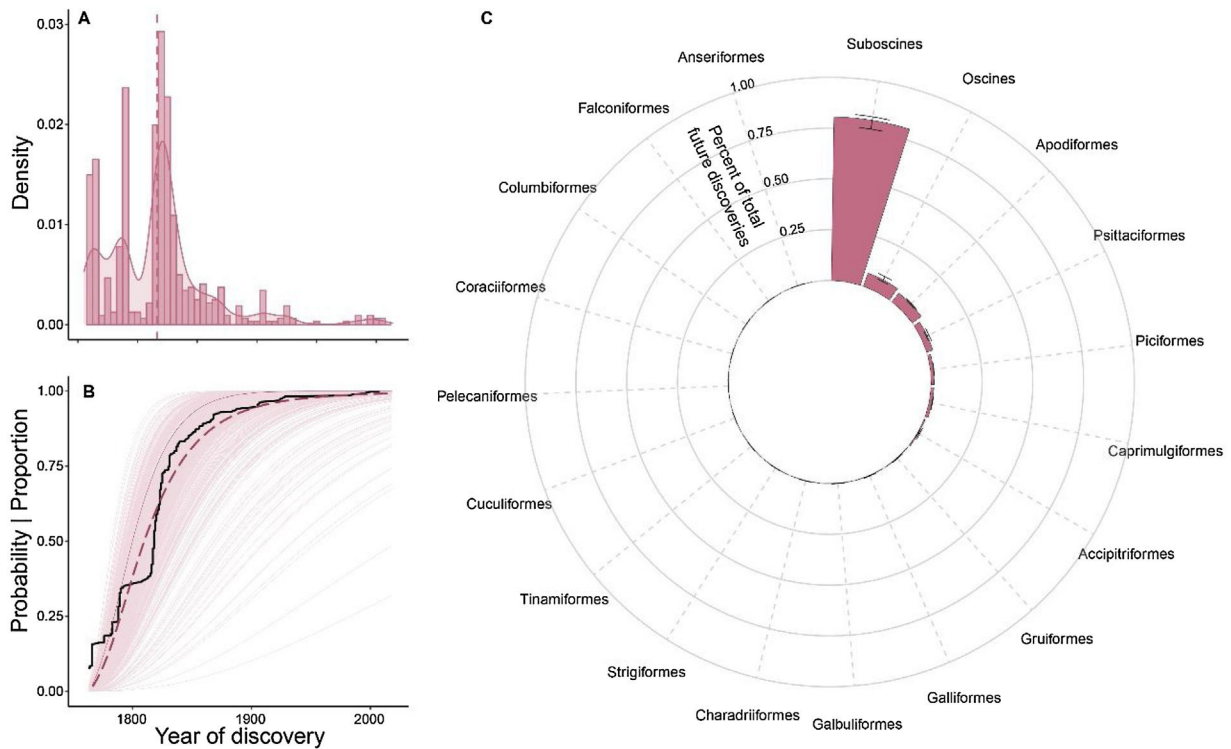 A
0.03
0.02
0.01
0.00
Density
B
1.00
0.75
0.50
0.25
0.00
Probability | Proportion
1800
1900
2000
Year of discovery
C
Suboscines
Oscines
Apodiformes
Psittaciformes
Piciformes
Caprimulgiformes
Accipitriformes
Gruiformes
Galliformes
Galbuliformes
Charadriiformes
Strigiformes
Tinamiformes
Cuculiformes
Pelecaniformes
Coraciiformes
Columbiformes
Falconiformes
Anseriformes
1.00
0.75
0.50
0.25
Percent of total
future discoveries